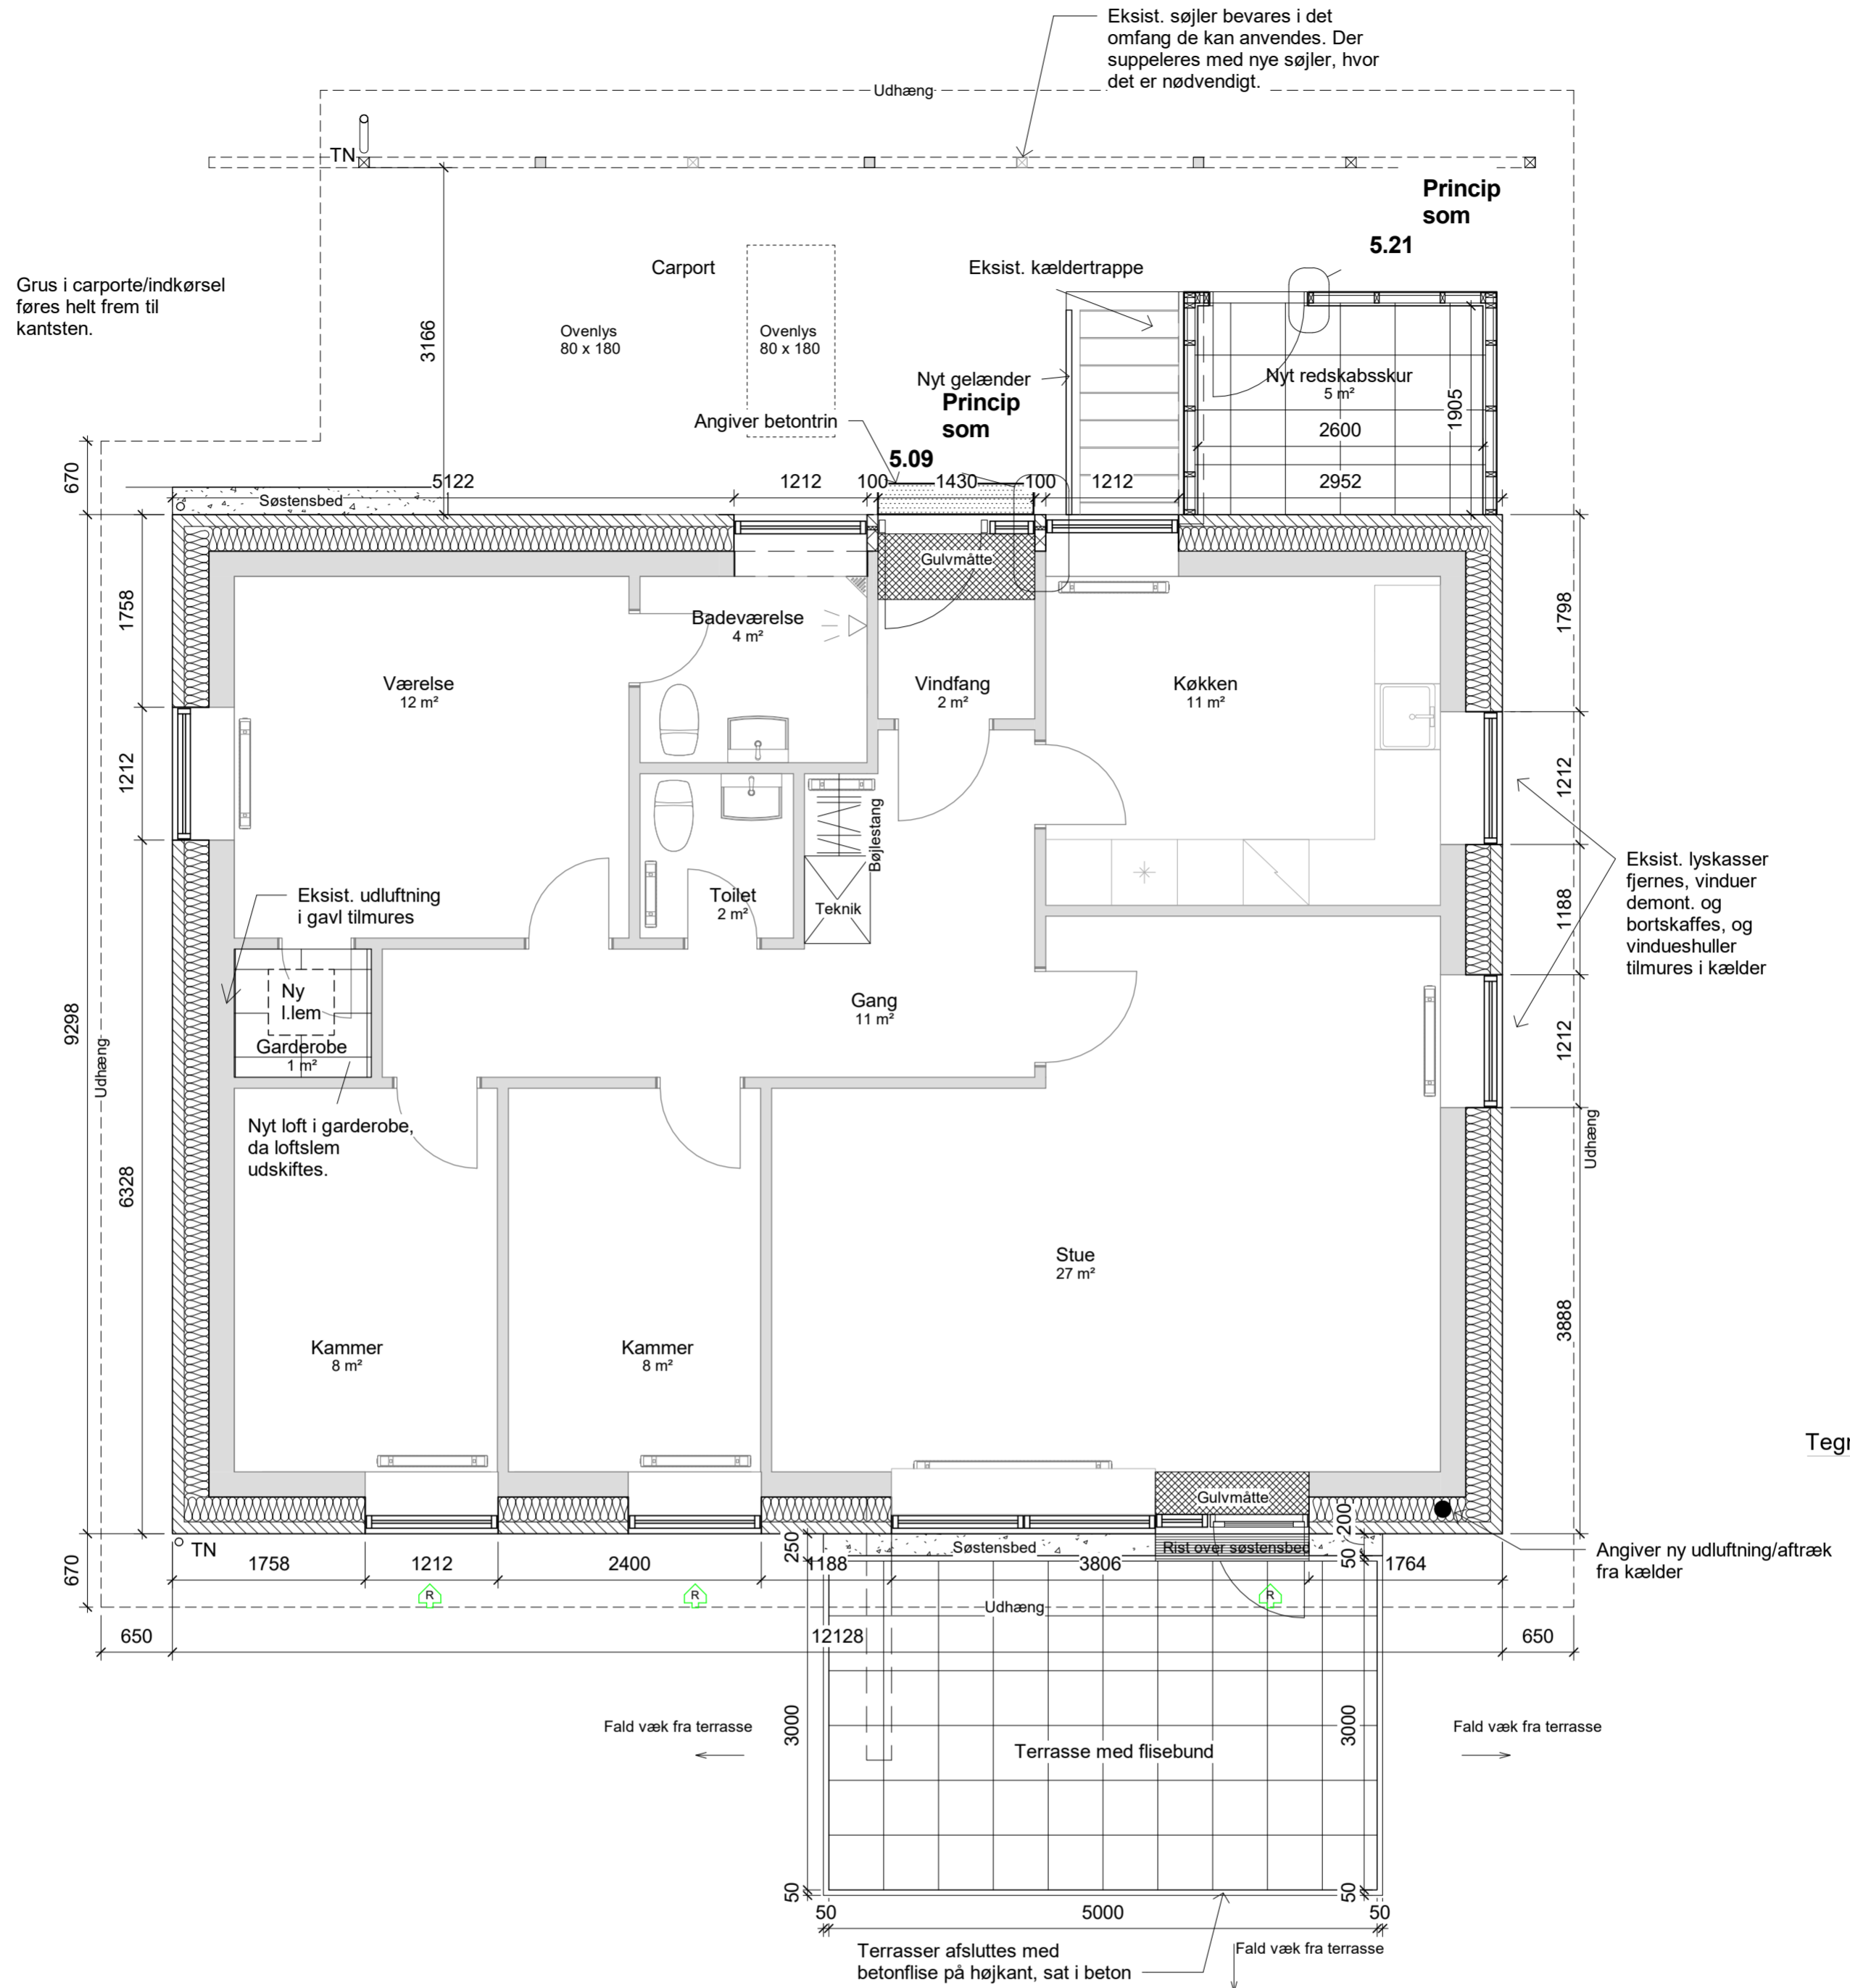 Eksist. søjler bevares i det
omfang de kan anvendes. Der
suppeleres med nye søjler, hvor
det er nødvendigt.
Udhæng
TN
Princip
som
5.21
Carport
Eksist. kældertrappe
Grus i carporte/indkørsel
føres helt frem til
kantsten.
3166
Ovenlys
80 x 180
Ovenlys
80 x 180
Nyt gelænder
Nyt redskabsskur
5 m²
1905
2600
Princip
som
Angiver betontrin
5.09
670
5122
1212
100
1430
100
1212
2952
Søstensbed
Gulvmåtte
1758
1798
Badeværelse
4 m²
Værelse
12 m²
Vindfang
2 m²
Køkken
11 m²
1212
1212
Bøjlestang
Eksist. udluftning
i gavl tilmures
Toilet
2 m²
Teknik
1188
Eksist. lyskasser
fjernes, vinduer
demont. og
bortskaffes, og
vindueshuller
tilmures i kælder
Ny
l.lem
Gang
11 m²
9298
Garderobe
1 m²
1212
Udhæng
Udhæng
Nyt loft i garderobe,
da loftslem
udskiftes.
6328
Stue
27 m²
3888
Kammer
8 m²
Kammer
8 m²
Tegn
Gulvmåtte
200
TN
250
Søstensbed
Rist over søstensbed
50
Angiver ny udluftning/aftræk
fra kælder
670
1758
1212
2400
1188
3806
1764
R
R
R
Udhæng
650
12128
650
3000
3000
Fald væk fra terrasse
Fald væk fra terrasse
Terrasse med flisebund
50
50
50
5000
50
Terrasser afsluttes med
betonflise på højkant, sat i beton
Fald væk fra terrasse